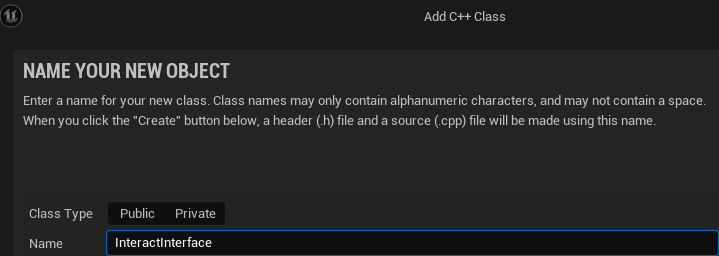 Add C++ Class
NAME YOUR NEW OBJECT
Enter a name for your new class. Class names may only contain alphanumeric characters, and may not contain a space.
When you click the "Create" button below, a header (.h) file and a source (.cpp) file will be made using this name.
Class Type Public Private
Name InteractInterface